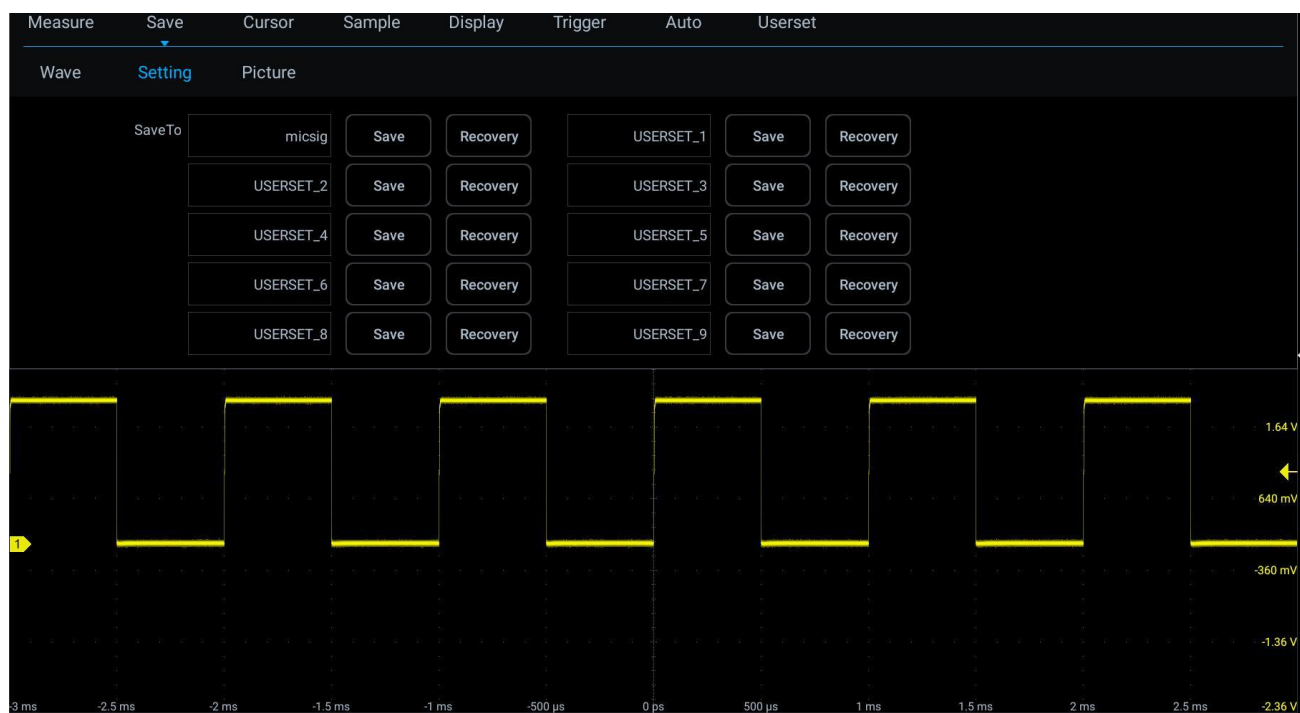 Measure Save Cursor Sample Display Trigger Auto Userset
Wave Setting Picture
SaveTo micsig Save Recovery USERSET_1 Save Recovery
USERSET_2 Save Recovery USERSET_3 Save Recovery
USERSET_4 Save Recovery USERSET_5 Save Recovery
USERSET_6 Save Recovery USERSET_7 Save Recovery
USERSET_8 Save Recovery USERSET_9 Save Recovery
1.64 V
640 mV
1
-360 mV
-1.36 V
-3 ms -2.5 ms -2 ms -1.5 ms -1 ms -500 μs 0 ps 500 μs 1 ms 1.5 ms 2 ms 2.5 ms -2.36 V